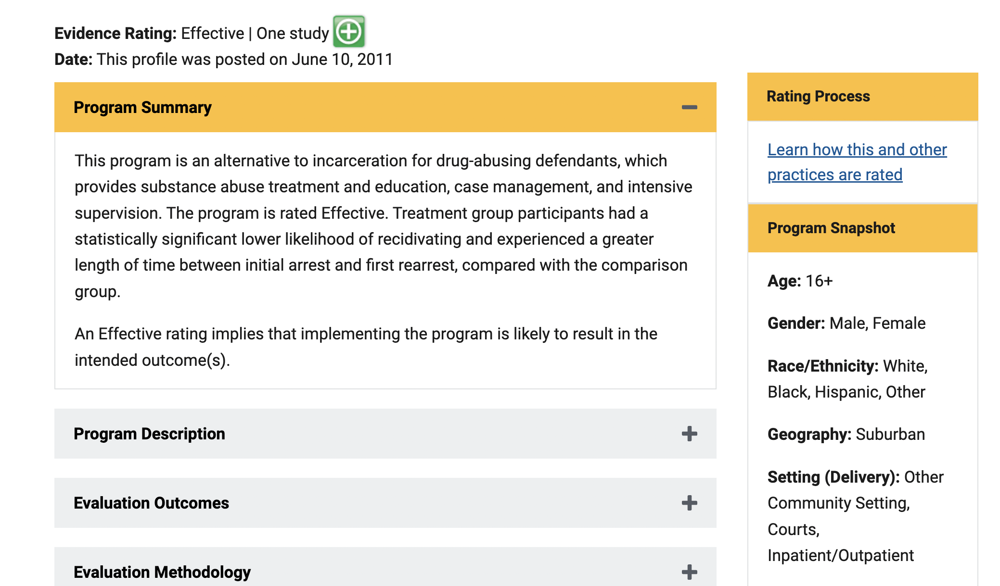 Evidence Rating: Effective | One study
Date: This profile was posted on June 10, 2011
Program Summary
This program is an alternative to incarceration for drug-abusing defendants, which
provides substance abuse treatment and education, case management, and intensive
supervision. The program is rated Effective. Treatment group participants had a
statistically significant lower likelihood of recidivating and experienced a greater
length of time between initial arrest and first rearrest, compared with the comparison
group.
An Effective rating implies that implementing the program is likely to result in the
intended outcome(s).
Program Description
Evaluation Outcomes
Evaluation Methodology
Rating Process
Learn how this and other
practices are rated
Program Snapshot
Age: 16+
Gender: Male, Female
Race/Ethnicity: White,
Black, Hispanic, Other
Geography: Suburban
Setting (Delivery): Other
Community Setting,
Courts,
Inpatient/Outpatient